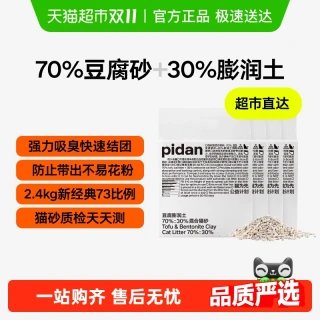 天猫超市双11 官方正品 品质保障
70%豆腐砂+30%膨润土
超市直达
强力吸臭快速结团
防止带出不易花粉
2.4kg新经典73比例
猫砂质检天天测
pidan
豆腐膨润土
70%:30%混合猫砂
Tofu & Bentonite Clay
Cat Litter 70%:30%
一站购齐 售后无忧
品质严选